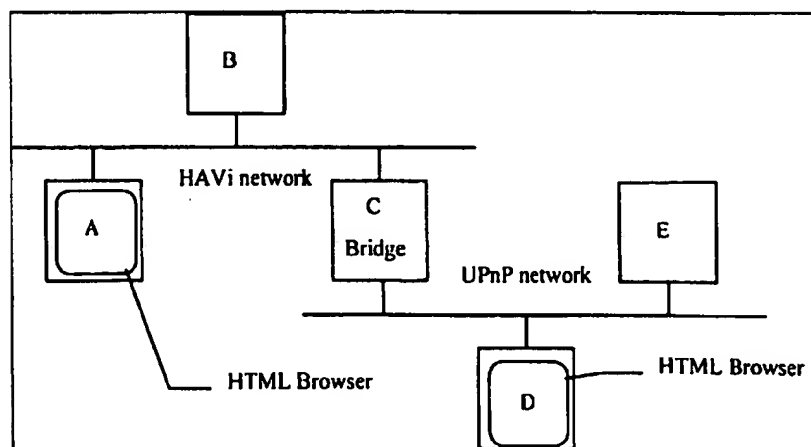 B
HAVi network
A
C
Bridge
E
UPnP network
HTML Browser
HTML Browser
D